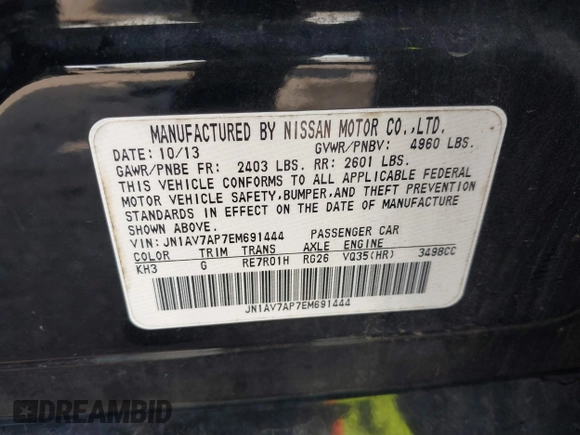 MANUFACTURED BY NISSAN MOTOR CO.,LTD.
DATE: 10/13 GVWR/PNBV: 4960 LBS.
GAWR/PNBE FR: 2403 LBS. RR: 2601 LBS.
THIS VEHICLE CONFORMS TO ALL APPLICABLE FEDERAL
MOTOR VEHICLE SAFETY,BUMPER,AND THEFT PREVENTION
STANDARDS IN EFFECT ON THE DATE OF MANUFACTURE
SHOWN ABOVE.
VIN: JN1AV7AP7EM691444 PASSENGER CAR
COLOR TRIM TRANS AXLE ENGINE
KH3 G RE7R01H RG26 VQ35(HR) 3498CC
JN1AV7AP7EM691444
DREAMBID